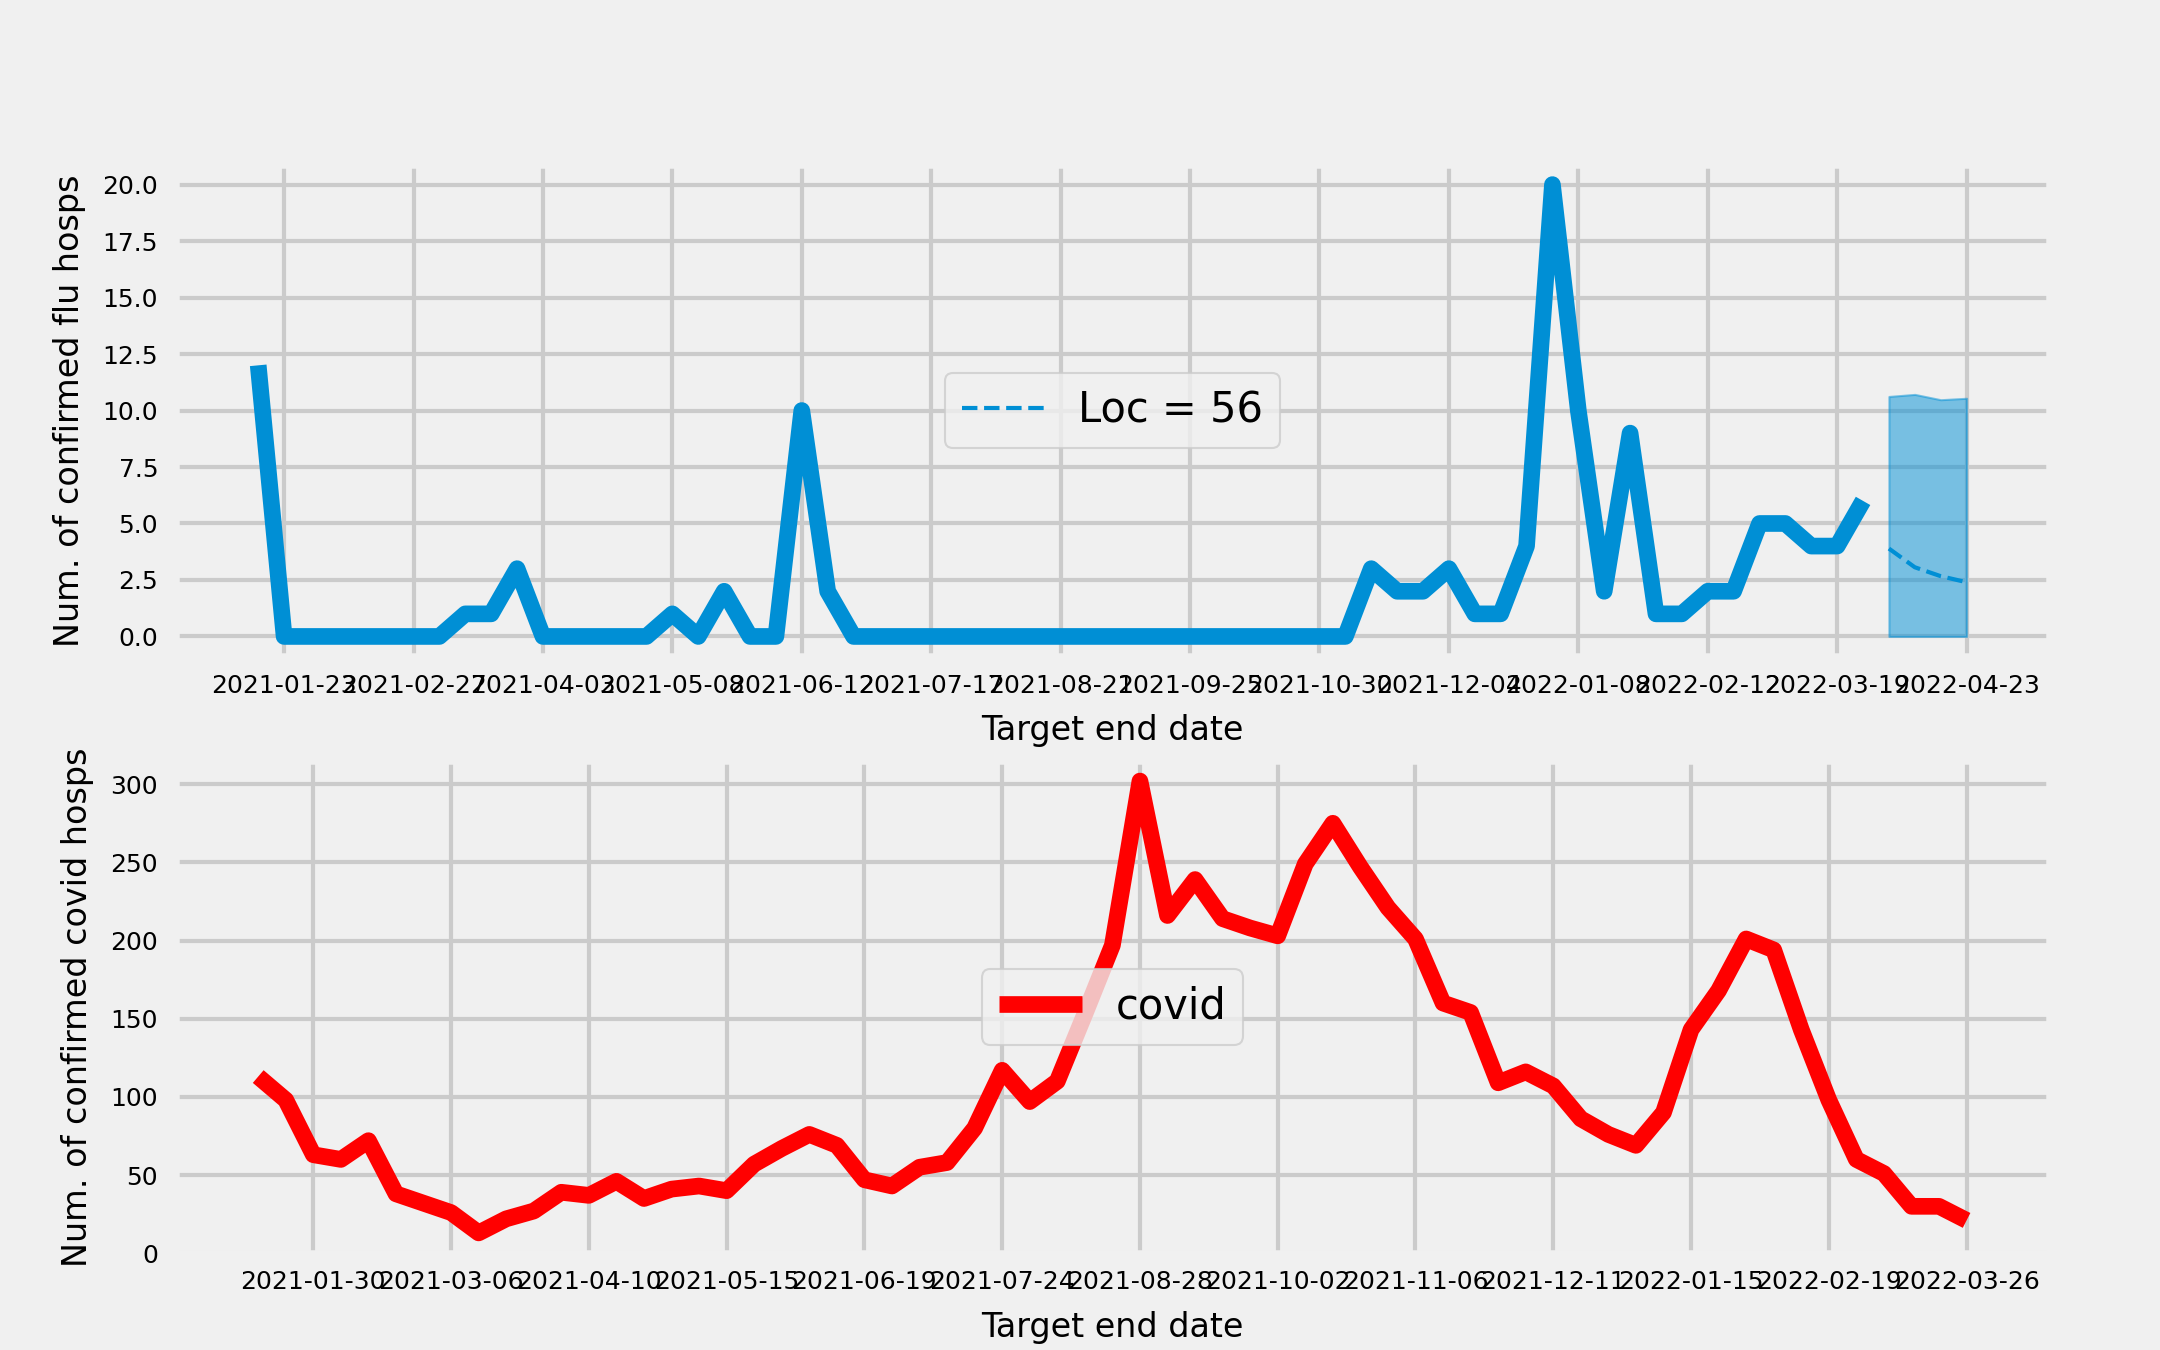 Num. of confirmed flu hosps
20.0
17.5
15.0
12.5
10.0
7.5
5.0
2.5
0.0
Loc = 56
2021-01-23 2021-02-27 2021-04-03 2021-05-08 2021-06-12 2021-07-17 2021-08-21 2021-09-25 2021-10-30 2021-12-04 2022-01-08 2022-02-12 2022-03-19 2022-04-23
Target end date
Num. of confirmed covid hosps
300
250
200
150
100
50
0
covid
2021-01-30 2021-03-06 2021-04-10 2021-05-15 2021-06-19 2021-07-24 2021-08-28 2021-10-02 2021-11-06 2021-12-11 2022-01-15 2022-02-19 2022-03-26
Target end date